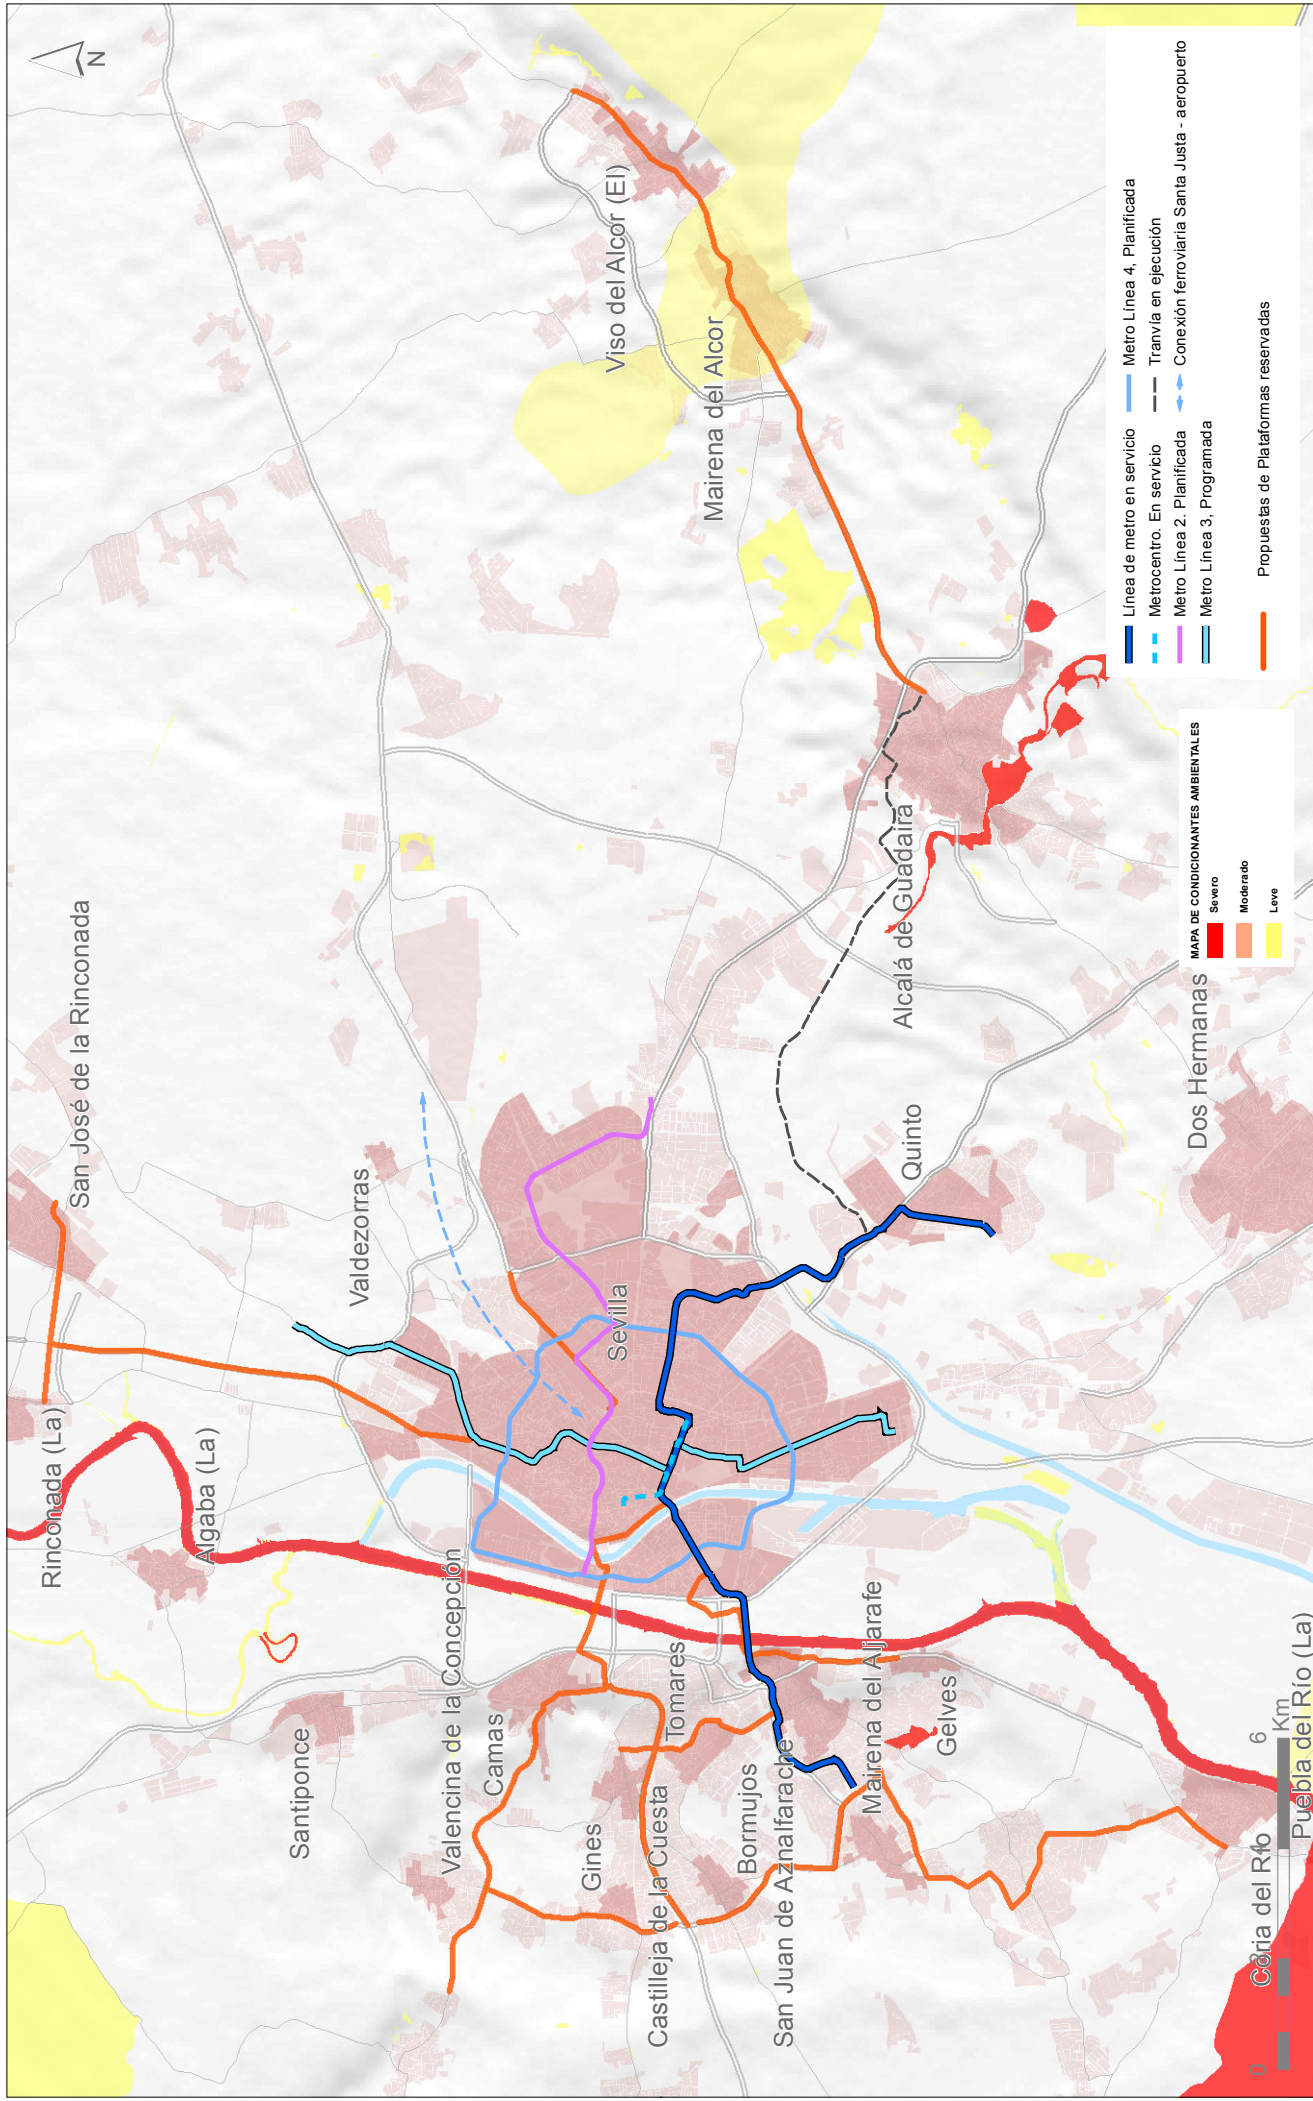 N
San José de la Rinconada
Rinconada (La)
Algaba (La)
Valdezorras
Santiponce
Valencina de la Concepción
Camas
Gines
Castilleja de la Cuesta
Tomares
Bormujos
San Juan de Aznalfarache
Mairena del Aljarafe
Gelves
Coria del Río
Puebla del Río (La)
Sevilla
Quinto
Dos Hermanas
Alcalá de Guadaira
Mairena del Alcor
Viso del Alcor (El)
Línea de metro en servicio
Metrocentro. En servicio
Metro Línea 2. Planificada
Metro Línea 3, Programada
Metro Línea 4, Planificada
Tranvía en ejecución
Conexión ferroviaria Santa Justa - aeropuerto
Propuestas de Plataformas reservadas
MAPA DE CONDICIONANTES AMBIENTALES
Severo
Moderado
Leve
0
6
Km